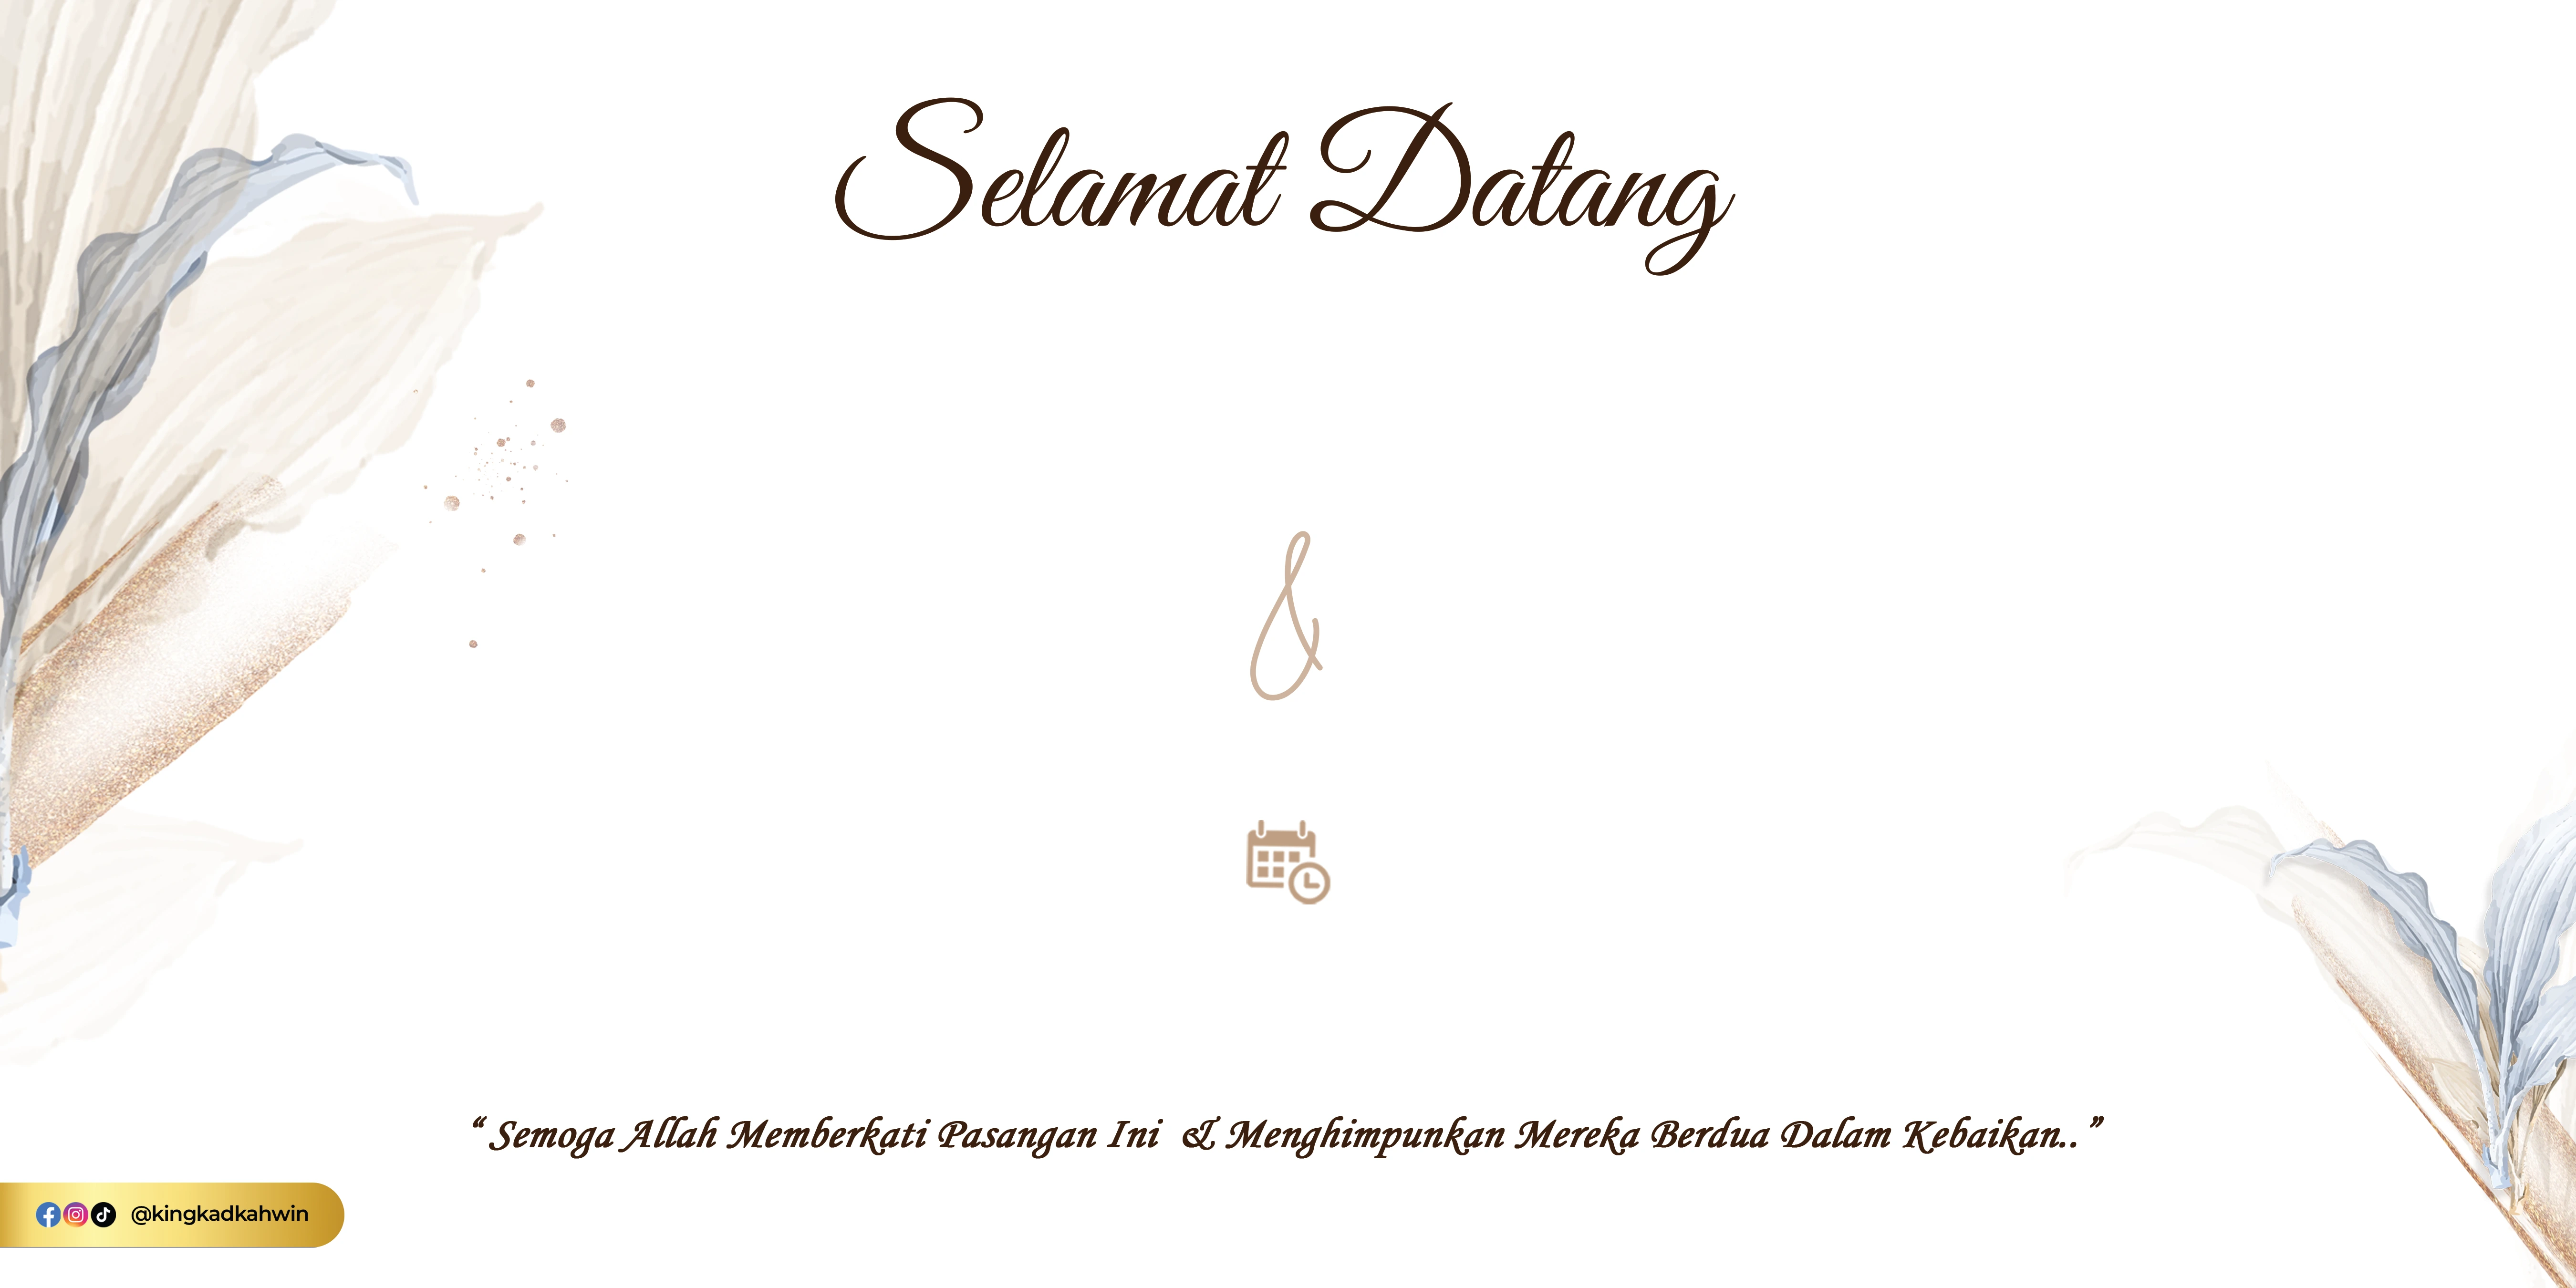 Selamat Datang
&
“ Semoga Allah Memberkati Pasangan Ini & Menghimpunkan Mereka Berdua Dalam Kebaikan.. ”
@kingkadkahwin